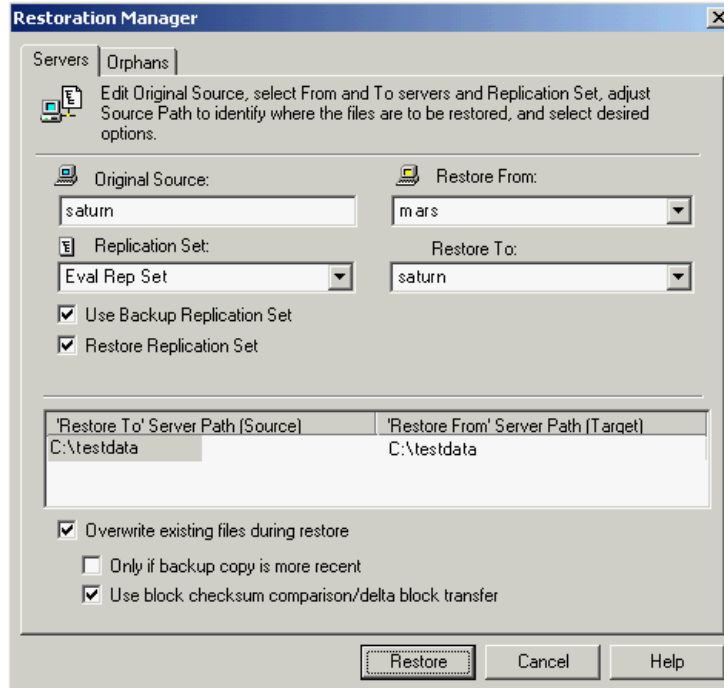 Restoration Manager
Servers
Orphans
Edit Original Source, select From and To servers and Replication Set, adjust
Source Path to identify where the files are to be restored, and select desired
options.
Original Source:
Restore From:
saturn
mars
Replication Set:
Restore To:
Eval Rep Set
saturn
Use Backup Replication Set
Restore Replication Set
'Restore To' Server Path (Source)
'Restore From' Server Path (Target)
C:\testdata
C:\testdata
Overwrite existing files during restore
Only if backup copy is more recent
Use block checksum comparison/delta block transfer
Restore
Cancel
Help